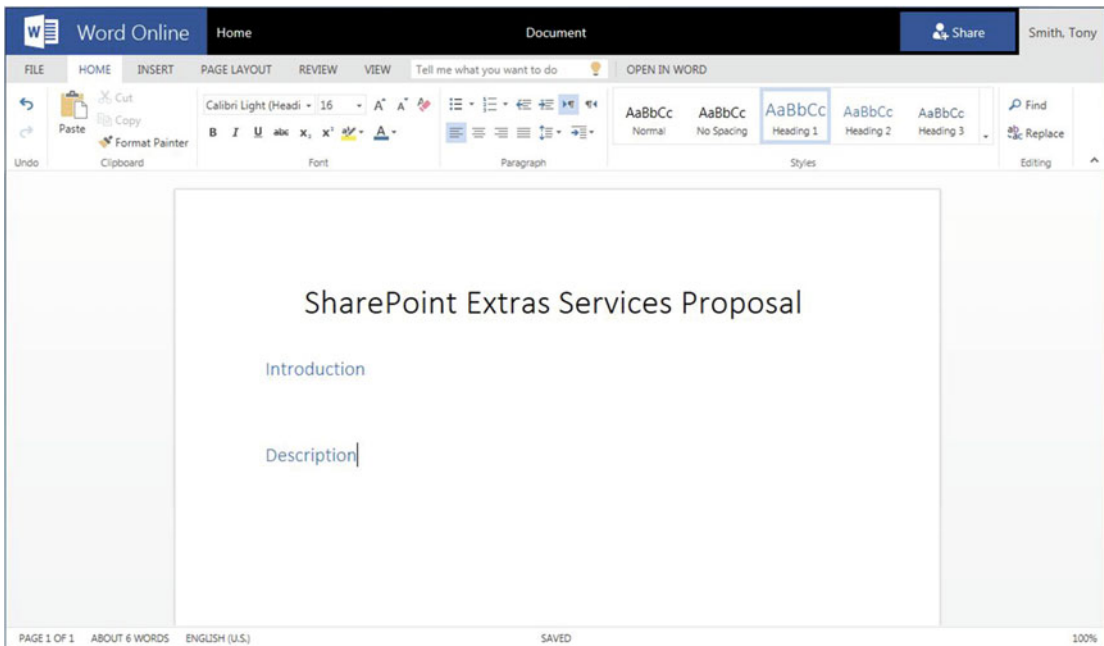 Word Online Home Document Share Smith, Tony
FILE HOME INSERT PAGE LAYOUT REVIEW VIEW Tell me what you want to do OPEN IN WORD
Cut
Copy
Paste
Format Painter
Calibri Light (Headi 16
B I U abc x₂ x² A
AaBbCc AaBbCc AaBbCc AaBbCc AaBbCc
Normal No Spacing Heading 1 Heading 2 Heading 3
Find
Replace
Undo Clipboard Font Paragraph Styles Editing
SharePoint Extras Services Proposal
Introduction
Description
PAGE 1 OF 1 ABOUT 6 WORDS ENGLISH (U.S.) SAVED 100%